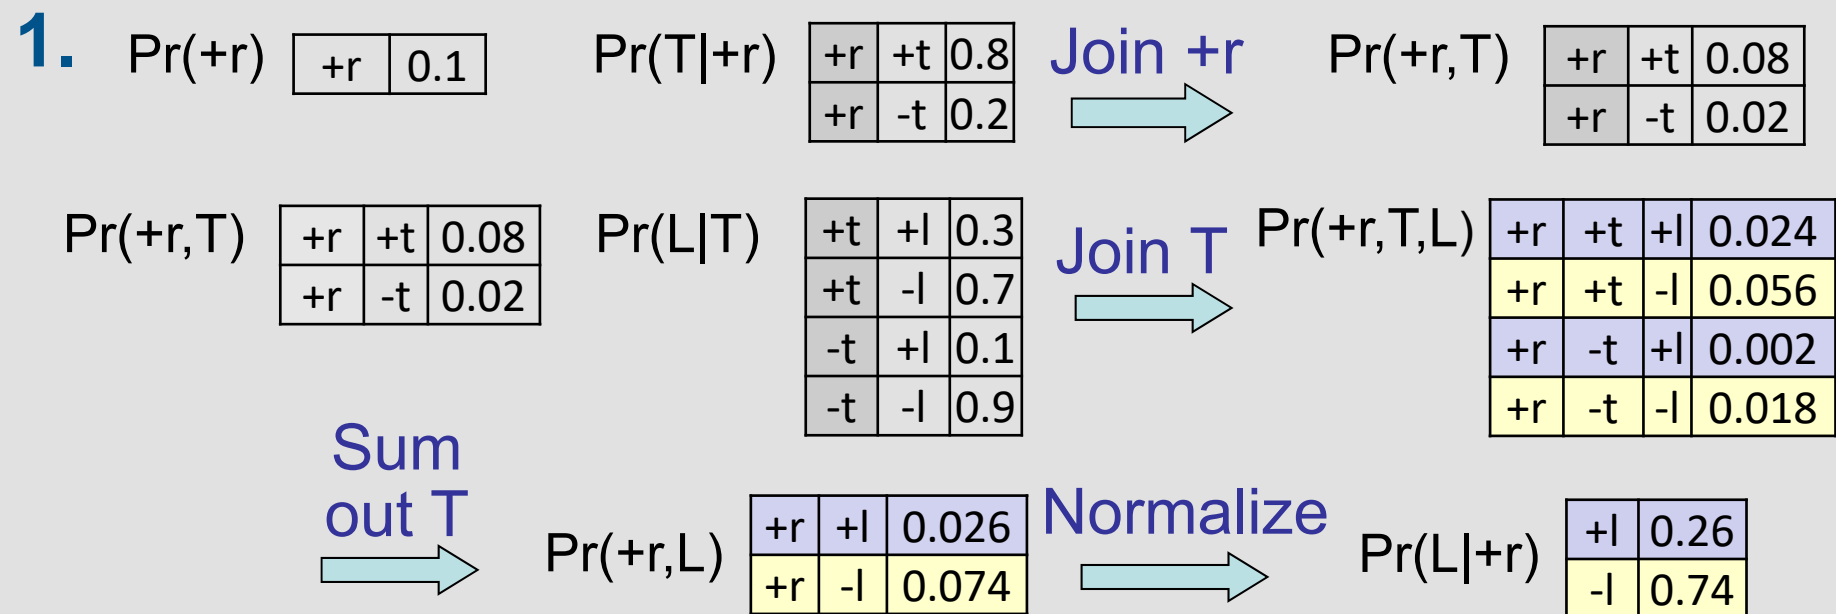 1. Pr(+r) +r 0.1 Pr(T|+r) +r +t 0.8 Join +r Pr(+r,T) +r +t 0.08
+r -t 0.2 +r -t 0.02
Pr(+r,T) +r +t 0.08 Pr(L|T) +t +l 0.3 Join T Pr(+r,T,L) +r +t +l 0.024
+r -t 0.02 +t -l 0.7 +r +t -l 0.056
-t +l 0.1 +r -t +l 0.002
-t -l 0.9 +r -t -l 0.018
Sum
out T Pr(+r,L) +r +l 0.026 Normalize Pr(L|+r) +l 0.26
+r -l 0.074 -l 0.74